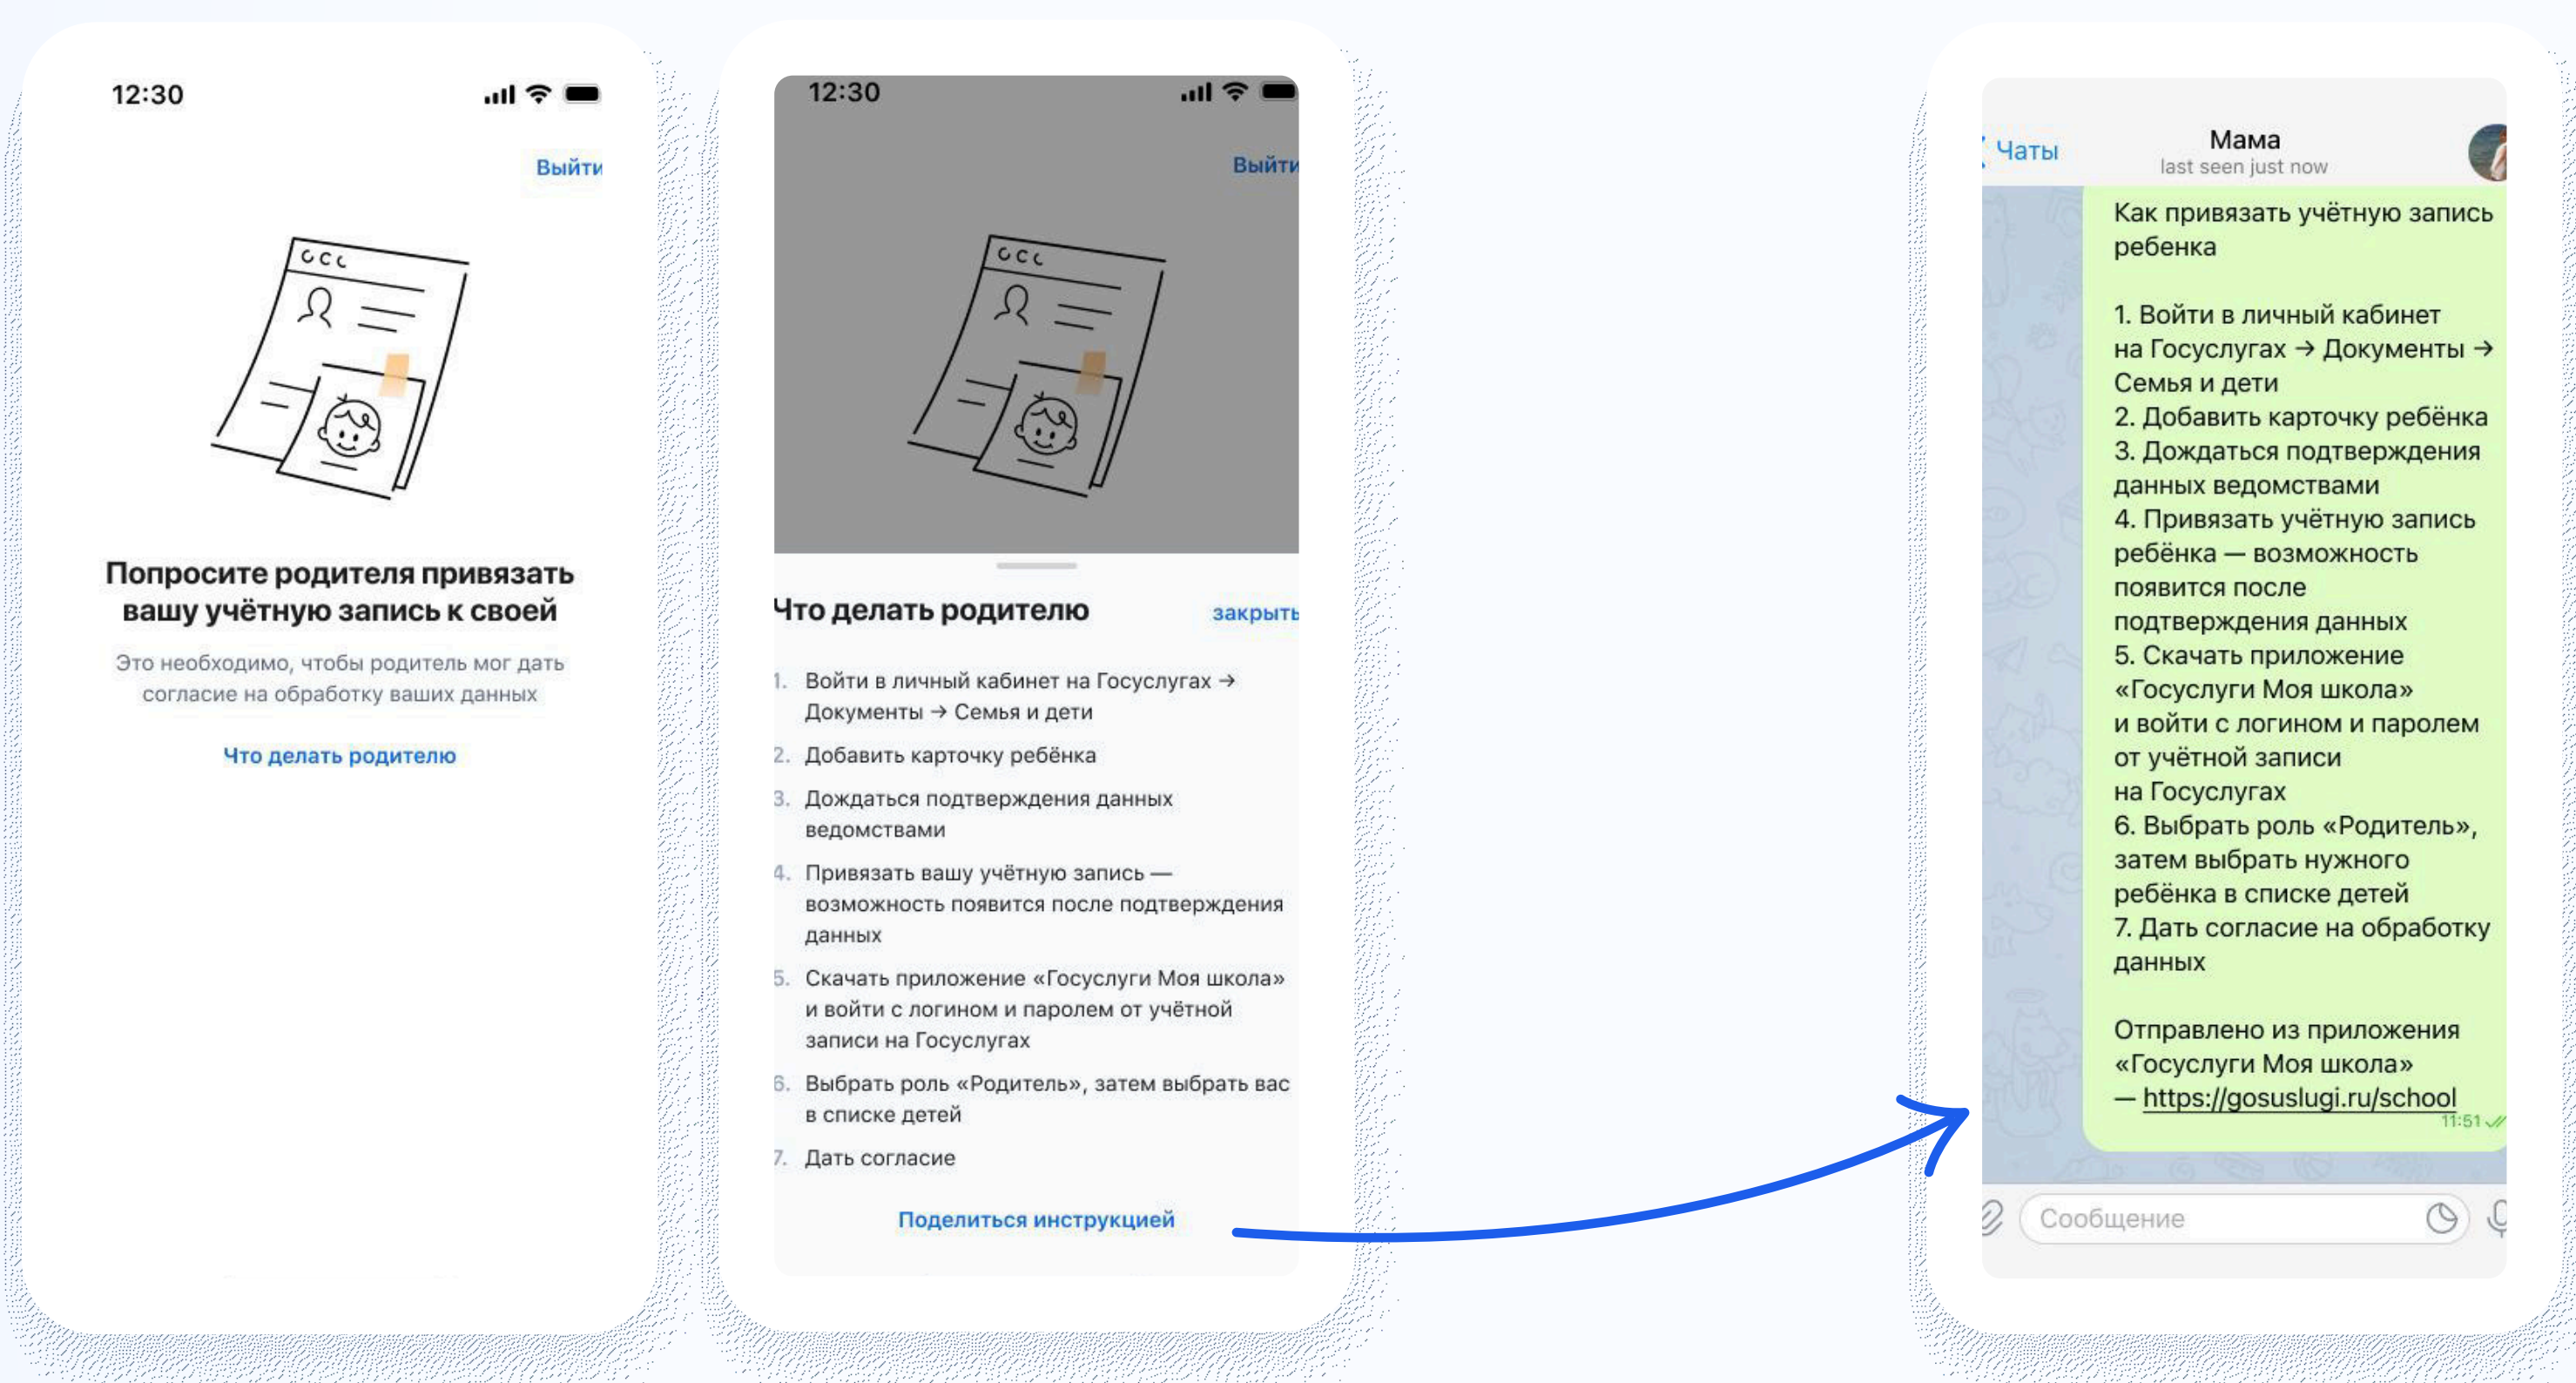 12:30
Выйти
Попросите родителя привязать
вашу учётную запись к своей
Это необходимо, чтобы родитель мог дать
согласие на обработку ваших данных
Что делать родителю
12:30
Выйти
Что делать родителю
закрыть
1. Войти в личный кабинет на Госуслугах →
Документы → Семья и дети
2. Добавить карточку ребёнка
3. Дождаться подтверждения данных
ведомствами
4. Привязать вашу учётную запись —
возможность появится после подтверждения
данных
5. Скачать приложение «Госуслуги Моя школа»
и войти с логином и паролем от учётной
записи на Госуслугах
6. Выбрать роль «Родитель», затем выбрать вас
в списке детей
7. Дать согласие
Поделиться инструкцией
Чаты
Мама
last seen just now
Как привязать учётную запись
ребенка
1. Войти в личный кабинет
на Госуслугах → Документы →
Семья и дети
2. Добавить карточку ребёнка
3. Дождаться подтверждения
данных ведомствами
4. Привязать учётную запись
ребёнка — возможность
появится после
подтверждения данных
5. Скачать приложение
«Госуслуги Моя школа»
и войти с логином и паролем
от учётной записи
на Госуслугах
6. Выбрать роль «Родитель»,
затем выбрать нужного
ребёнка в списке детей
7. Дать согласие на обработку
данных
Отправлено из приложения
«Госуслуги Моя школа»
— https://gosuslugi.ru/school
11:51
Сообщение